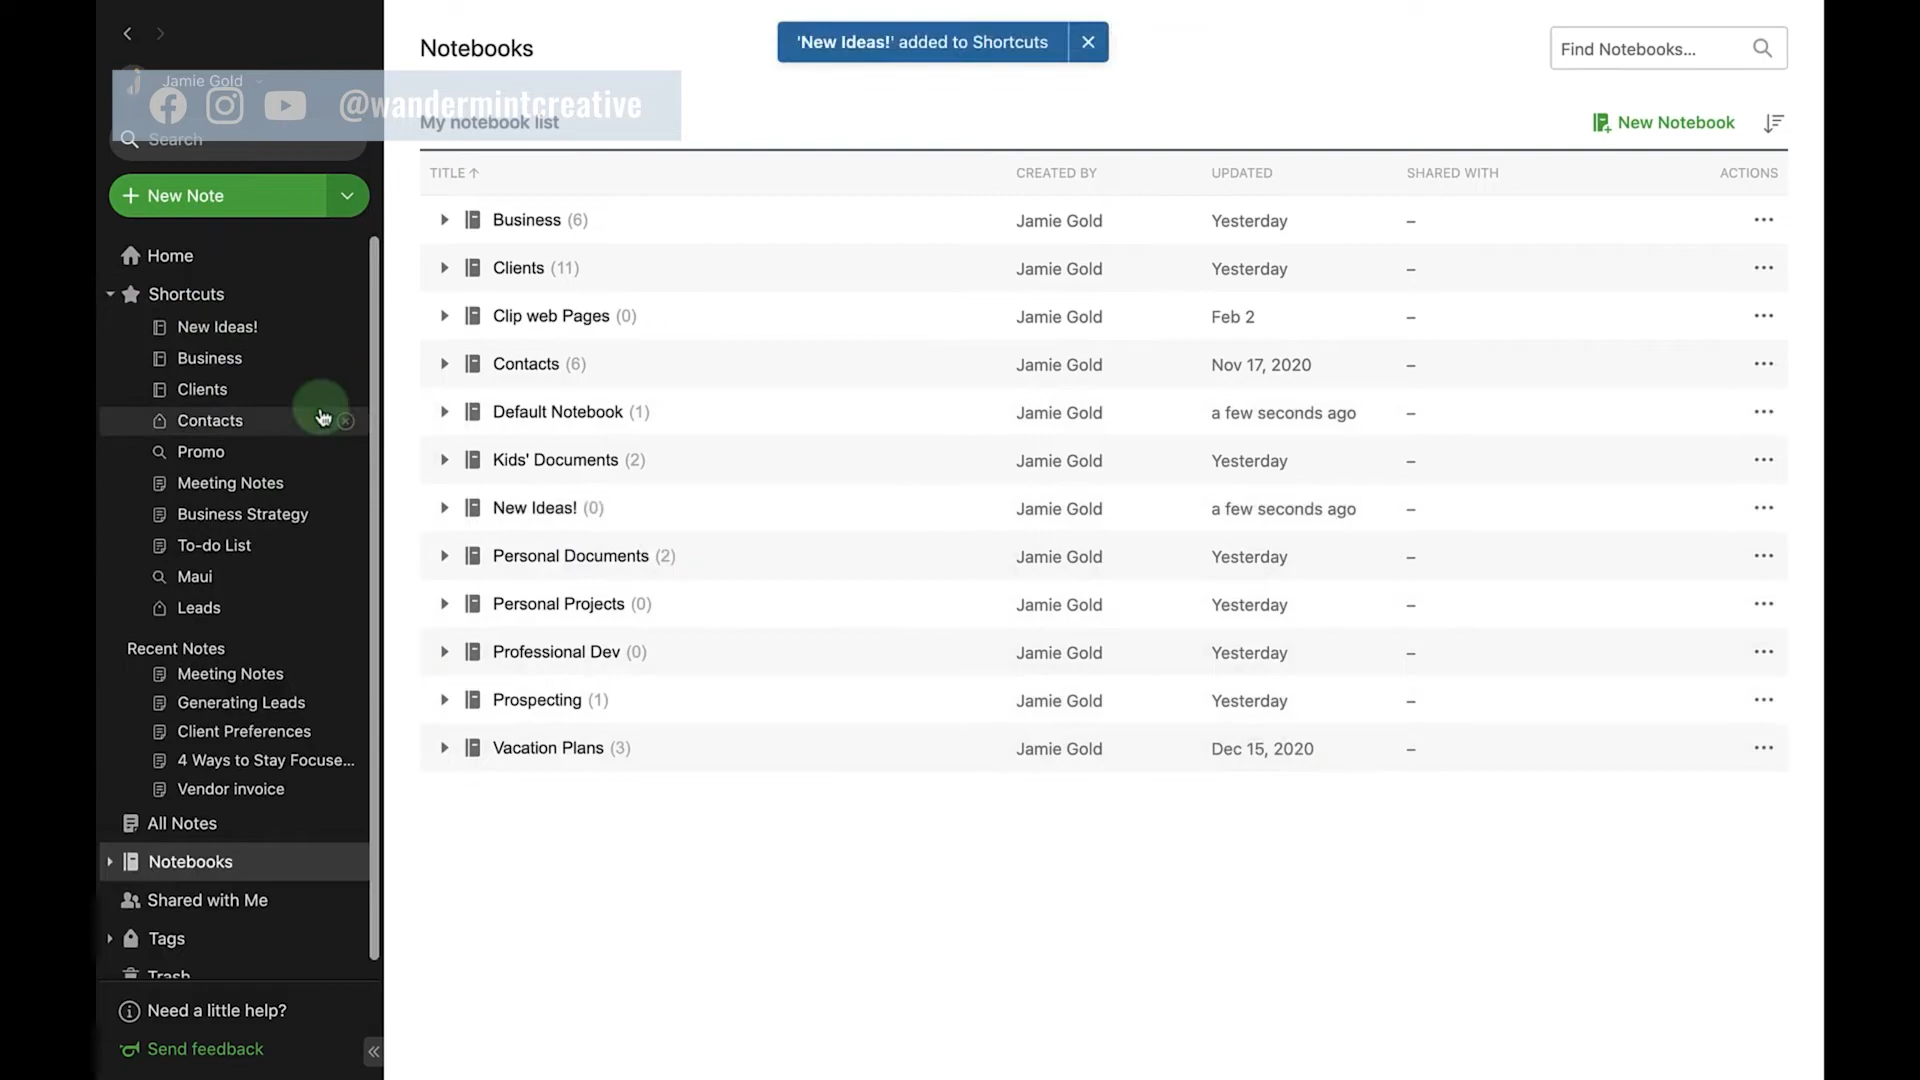 Notebooks
'New Ideas!' added to Shortcuts
Find Notebooks...
Jamie Gold
@wandermintcreative
My notebook list
New Notebook
Search
New Note
Home
Shortcuts
New Ideas!
Business
Clients
Contacts
Promo
Meeting Notes
Business Strategy
To-do List
Maui
Leads
Recent Notes
Meeting Notes
Generating Leads
Client Preferences
4 Ways to Stay Focuse...
Vendor invoice
All Notes
Notebooks
Shared with Me
Tags
Trash
Need a little help?
Send feedback
TITLE CREATED BY UPDATED SHARED WITH ACTIONS
Business (6) Jamie Gold Yesterday –
Clients (11) Jamie Gold Yesterday –
Clip web Pages (0) Jamie Gold Feb 2 –
Contacts (6) Jamie Gold Nov 17, 2020 –
Default Notebook (1) Jamie Gold a few seconds ago –
Kids' Documents (2) Jamie Gold Yesterday –
New Ideas! (0) Jamie Gold a few seconds ago –
Personal Documents (2) Jamie Gold Yesterday –
Personal Projects (0) Jamie Gold Yesterday –
Professional Dev (0) Jamie Gold Yesterday –
Prospecting (1) Jamie Gold Yesterday –
Vacation Plans (3) Jamie Gold Dec 15, 2020 –